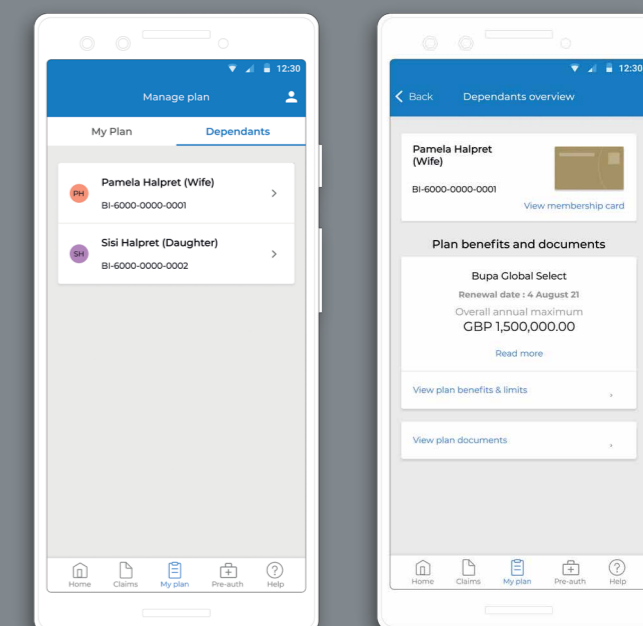 12:30
Manage plan
My Plan
Dependants
PH
Pamela Halpret (Wife)
BI-6000-0000-0001
SH
Sisi Halpret (Daughter)
BI-6000-0000-0002
Home
Claims
My plan
Pre-auth
Help
12:30
Back
Dependants overview
Pamela Halpret
(Wife)
BI-6000-0000-0001
View membership card
Plan benefits and documents
Bupa Global Select
Renewal date : 4 August 21
Overall annual maximum
GBP 1,500,000.00
Read more
View plan benefits & limits
View plan documents
Home
Claims
My plan
Pre-auth
Help